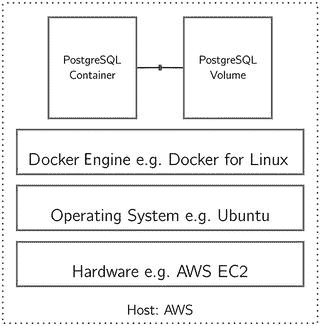 PostgreSQL
Container
PostgreSQL
Volume
Docker Engine e.g. Docker for Linux
Operating System e.g. Ubuntu
Hardware e.g. AWS EC2
Host: AWS